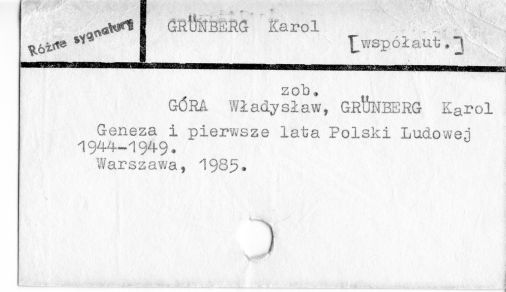 Różne sygnatury
GRÜNBERG Karol
[współaut.]
zob.
GÓRA Władysław, GRÜNBERG Karol
Geneza i pierwsze lata Polski Ludowej
1944-1949.
Warszawa, 1985.